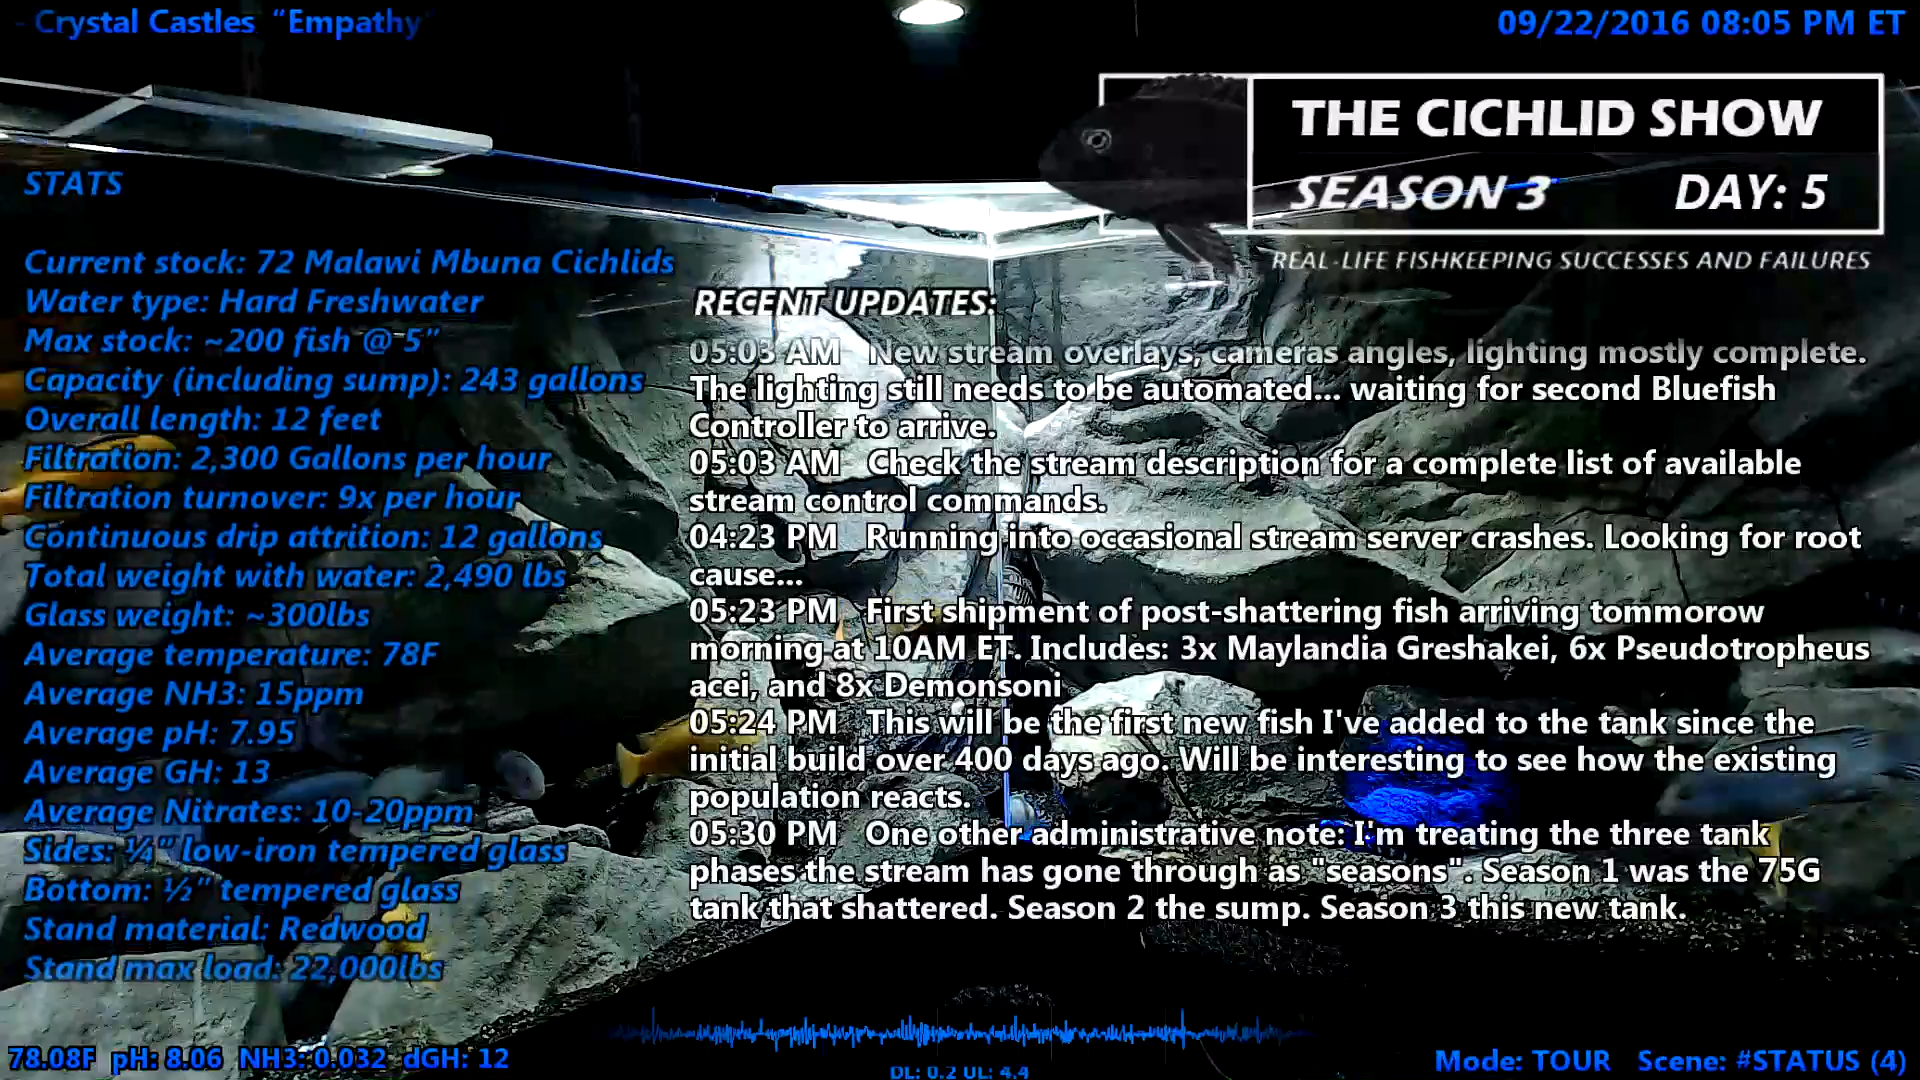 - Crystal Castles "Empathy"
09/22/2016 08:05 PM ET
THE CICHLID SHOW
SEASON 3 DAY: 5
REAL-LIFE FISHKEEPING SUCCESSES AND FAILURES
STATS
Current stock: 72 Malawi Mbuna Cichlids
Water type: Hard Freshwater
Max stock: ~200 fish @ 5"
Capacity (including sump): 243 gallons
Overall length: 12 feet
Filtration: 2,300 Gallons per hour
Filtration turnover: 9x per hour
Continuous drip attrition: 12 gallons
Total weight with water: 2,490 lbs
Glass weight: ~300lbs
Average temperature: 78F
Average NH3: 15ppm
Average pH: 7.95
Average GH: 13
Average Nitrates: 10-20ppm
Sides: ¼" low-iron tempered glass
Bottom: ½" tempered glass
Stand material: Redwood
Stand max load: 22,000lbs
RECENT UPDATES:
05:03 AM New stream overlays, cameras angles, lighting mostly complete.
The lighting still needs to be automated... waiting for second Bluefish
Controller to arrive.
05:03 AM Check the stream description for a complete list of available
stream control commands.
04:23 PM Running into occasional stream server crashes. Looking for root
cause...
05:23 PM First shipment of post-shattering fish arriving tommorow
morning at 10AM ET. Includes: 3x Maylandia Greshakei, 6x Pseudotropheus
acei, and 8x Demonsoni
05:24 PM This will be the first new fish I've added to the tank since the
initial build over 400 days ago. Will be interesting to see how the existing
population reacts.
05:30 PM One other administrative note: I'm treating the three tank
phases the stream has gone through as "seasons". Season 1 was the 75G
tank that shattered. Season 2 the sump. Season 3 this new tank.
78.08F pH: 8.06 NH3: 0.032 dGH: 12
DL: 0.2 UL: 4.4
Mode: TOUR Scene: #STATUS (4)